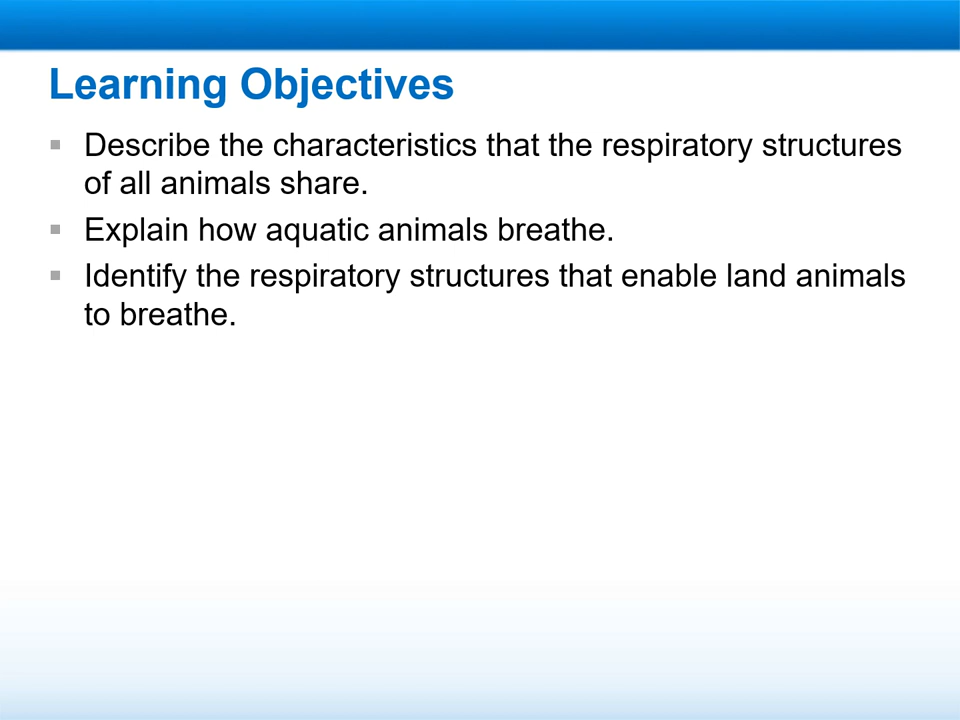 Learning Objectives
Describe the characteristics that the respiratory structures
of all animals share.
Explain how aquatic animals breathe.
Identify the respiratory structures that enable land animals
to breathe.